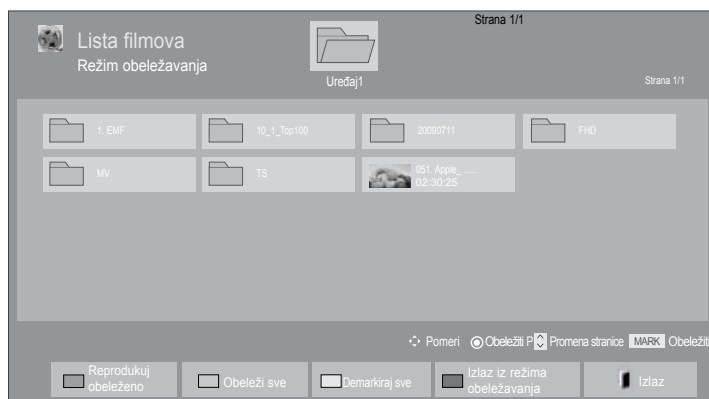 Strana 1/1
Lista filmova
Režim obeležavanja
Uređaj1
Strana 1/1
1. EMF
10_1_Top100
20090711
FHD
MV
TS
051. Apple_ ......
02:30:25
Pomeri Obeležiti P Promena stranice MARK Obeležiti
Reprodukuj
obeleženo
Obeleži sve
Demarkiraj sve
Izlaz iz režima
obeležavanja
Izlaz